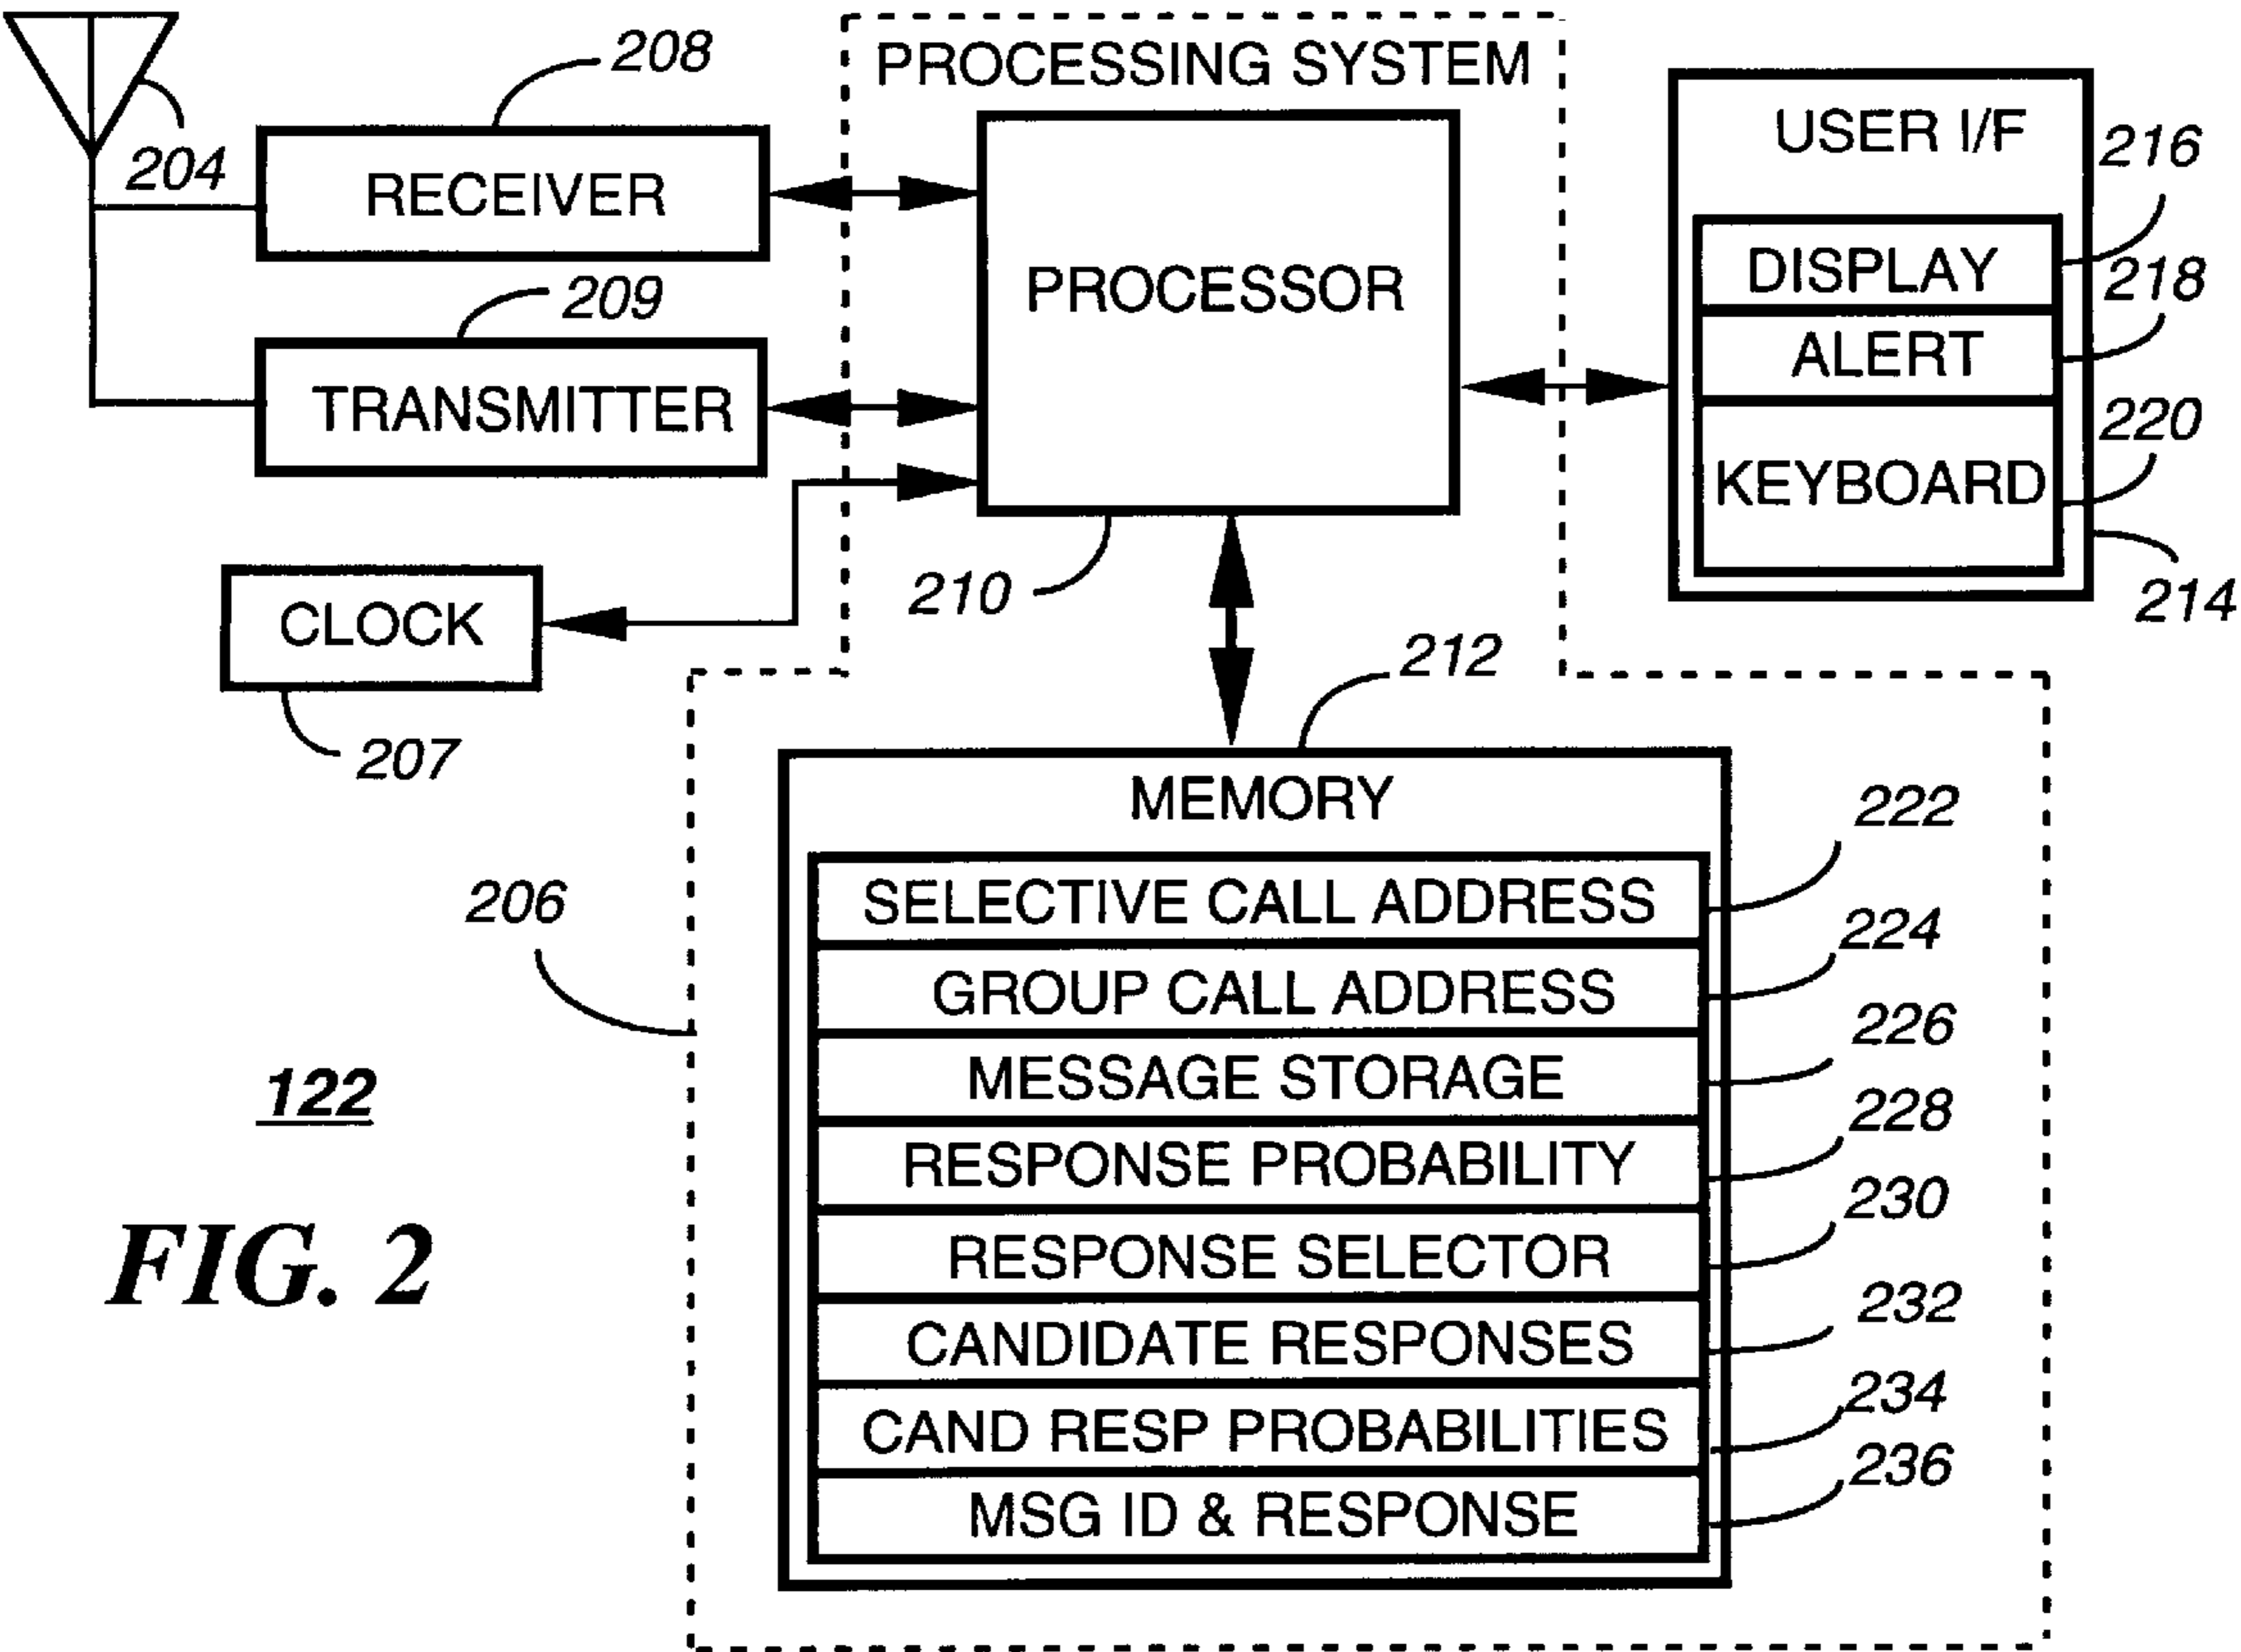 208
PROCESSING SYSTEM
204
RECEIVER
USER I/F
216
PROCESSOR
DISPLAY
218
209
ALERT
TRANSMITTER
220
KEYBOARD
210
214
CLOCK
212
207
MEMORY
222
SELECTIVE CALL ADDRESS
206
224
GROUP CALL ADDRESS
226
MESSAGE STORAGE
122
228
RESPONSE PROBABILITY
230
RESPONSE SELECTOR
FIG. 2
232
CANDIDATE RESPONSES
234
CAND RESP PROBABILITIES
236
MSG ID & RESPONSE